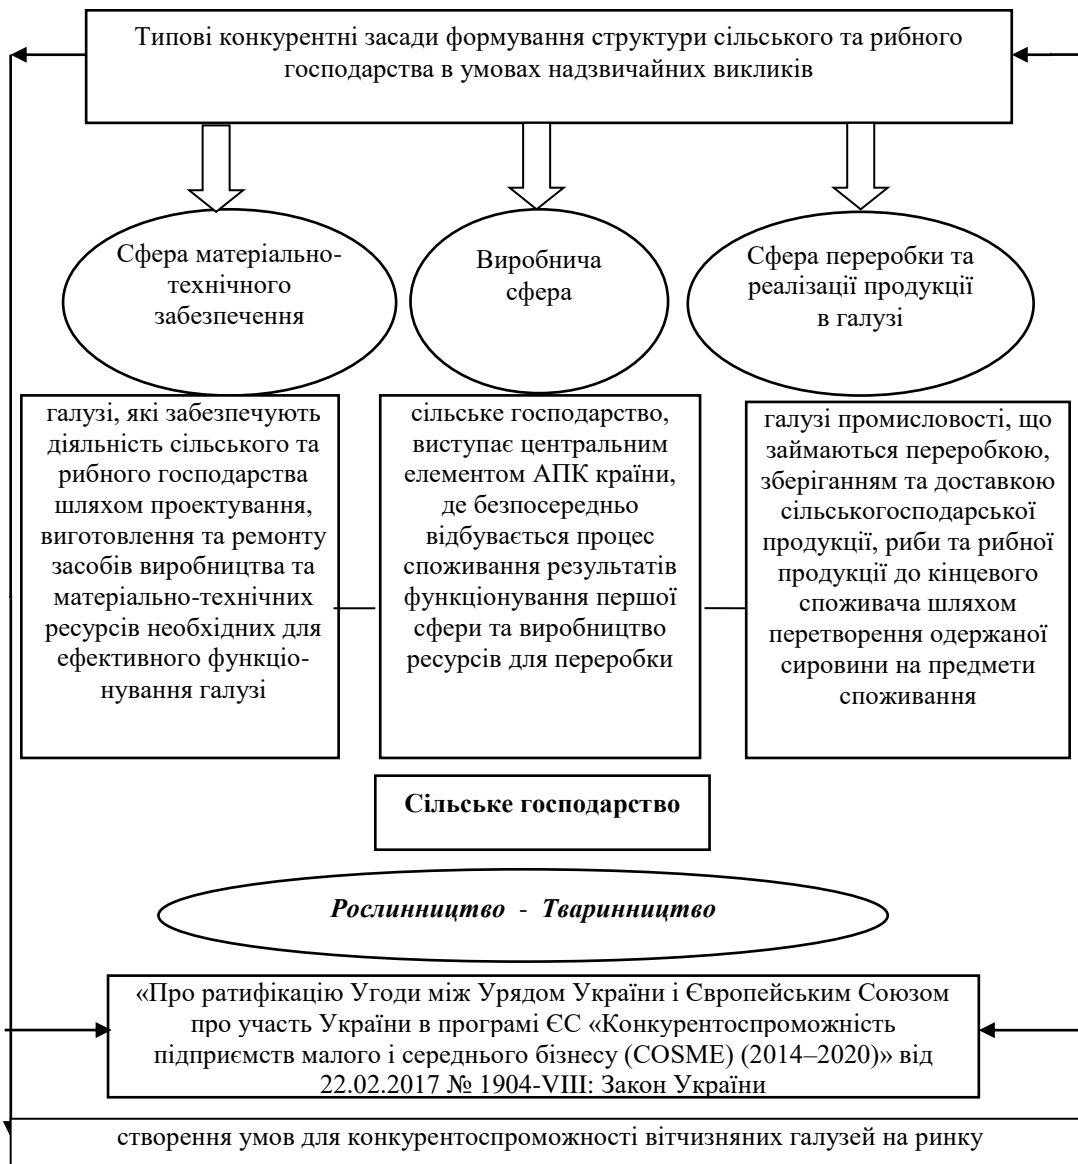 Типові конкурентні засади формування структури сільського та рибного
господарства в умовах надзвичайних викликів
Сфера матеріально-
технічного
забезпечення
Виробнича
сфера
Сфера переробки та
реалізації продукції
в галузі
галузі, які забезпечують
діяльність сільського та
рибного господарства
шляхом проектування,
виготовлення та ремонту
засобів виробництва та
матеріально-технічних
ресурсів необхідних для
ефективного функціо-
нування галузі
сільське господарство,
виступає центральним
елементом АПК країни,
де безпосередньо
відбувається процес
споживання результатів
функціонування першої
сфери та виробництво
ресурсів для переробки
галузі промисловості, що
займаються переробкою,
зберіганням та доставкою
сільськогосподарської
продукції, риби та рибної
продукції до кінцевого
споживача шляхом
перетворення одержаної
сировини на предмети
споживання
Сільське господарство
Рослинництво - Тваринництво
«Про ратифікацію Угоди між Урядом України і Європейським Союзом
про участь України в програмі ЄС «Конкурентоспроможність
підприємств малого і середнього бізнесу (COSME) (2014–2020)» від
22.02.2017 № 1904-VIII: Закон України
створення умов для конкурентоспроможності вітчизняних галузей на ринку